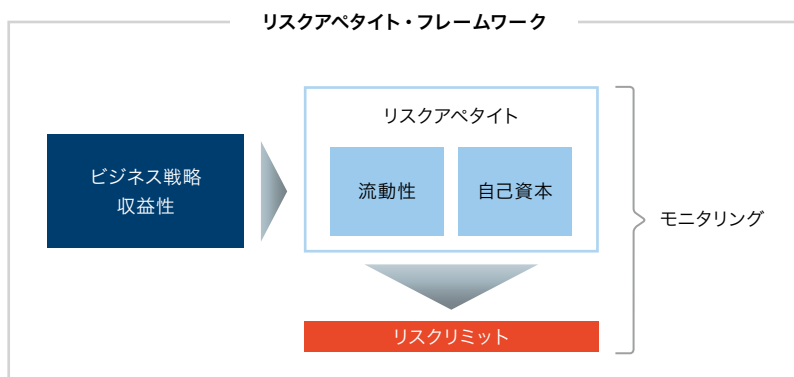 リスクアペタイト・フレームワーク
ビジネス戦略
収益性
リスクアペタイト
流動性
自己資本
モニタリング
リスクリミット